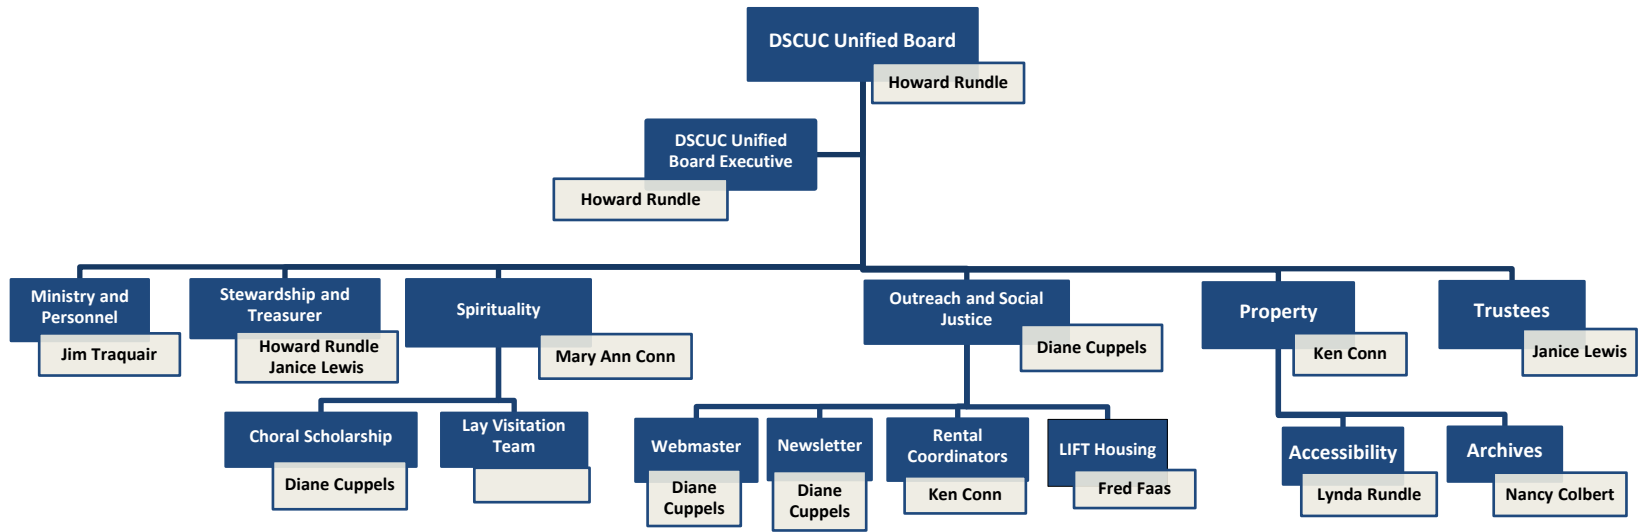 DSCUC Unified Board
Howard Rundle
DSCUC Unified
Board Executive
Howard Rundle
Ministry and
Personnel
Jim Traquair
Stewardship and
Treasurer
Howard Rundle
Janice Lewis
Spirituality
Mary Ann Conn
Outreach and Social
Justice
Diane Cuppels
Property
Ken Conn
Trustees
Janice Lewis
Choral Scholarship
Diane Cuppels
Lay Visitation
Team
Webmaster
Diane
Cuppels
Newsletter
Diane
Cuppels
Rental
Coordinators
Ken Conn
LIFT Housing
Fred Faas
Accessibility
Lynda Rundle
Archives
Nancy Colbert